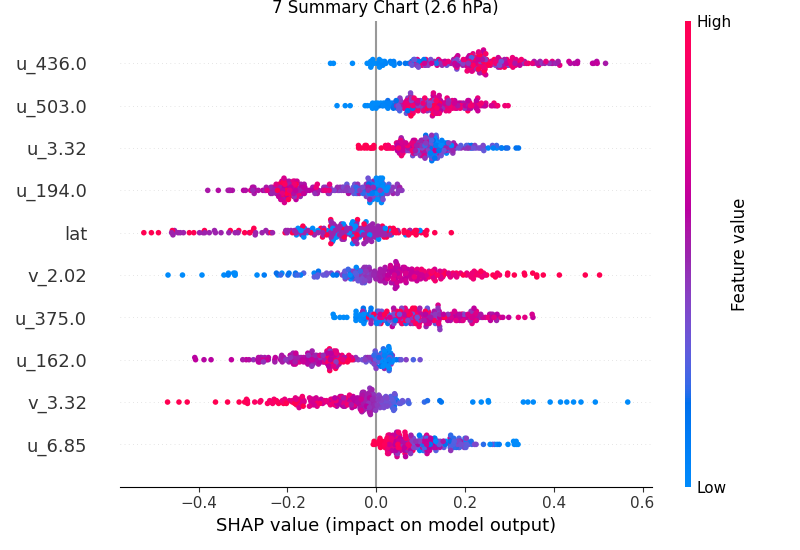 7 Summary Chart (2.6 hPa)
High
u_436.0
u_503.0
u_3.32
u_194.0
lat
v_2.02
u_375.0
u_162.0
v_3.32
u_6.85
Feature value
Low
−0.4 −0.2 0.0 0.2 0.4 0.6
SHAP value (impact on model output)